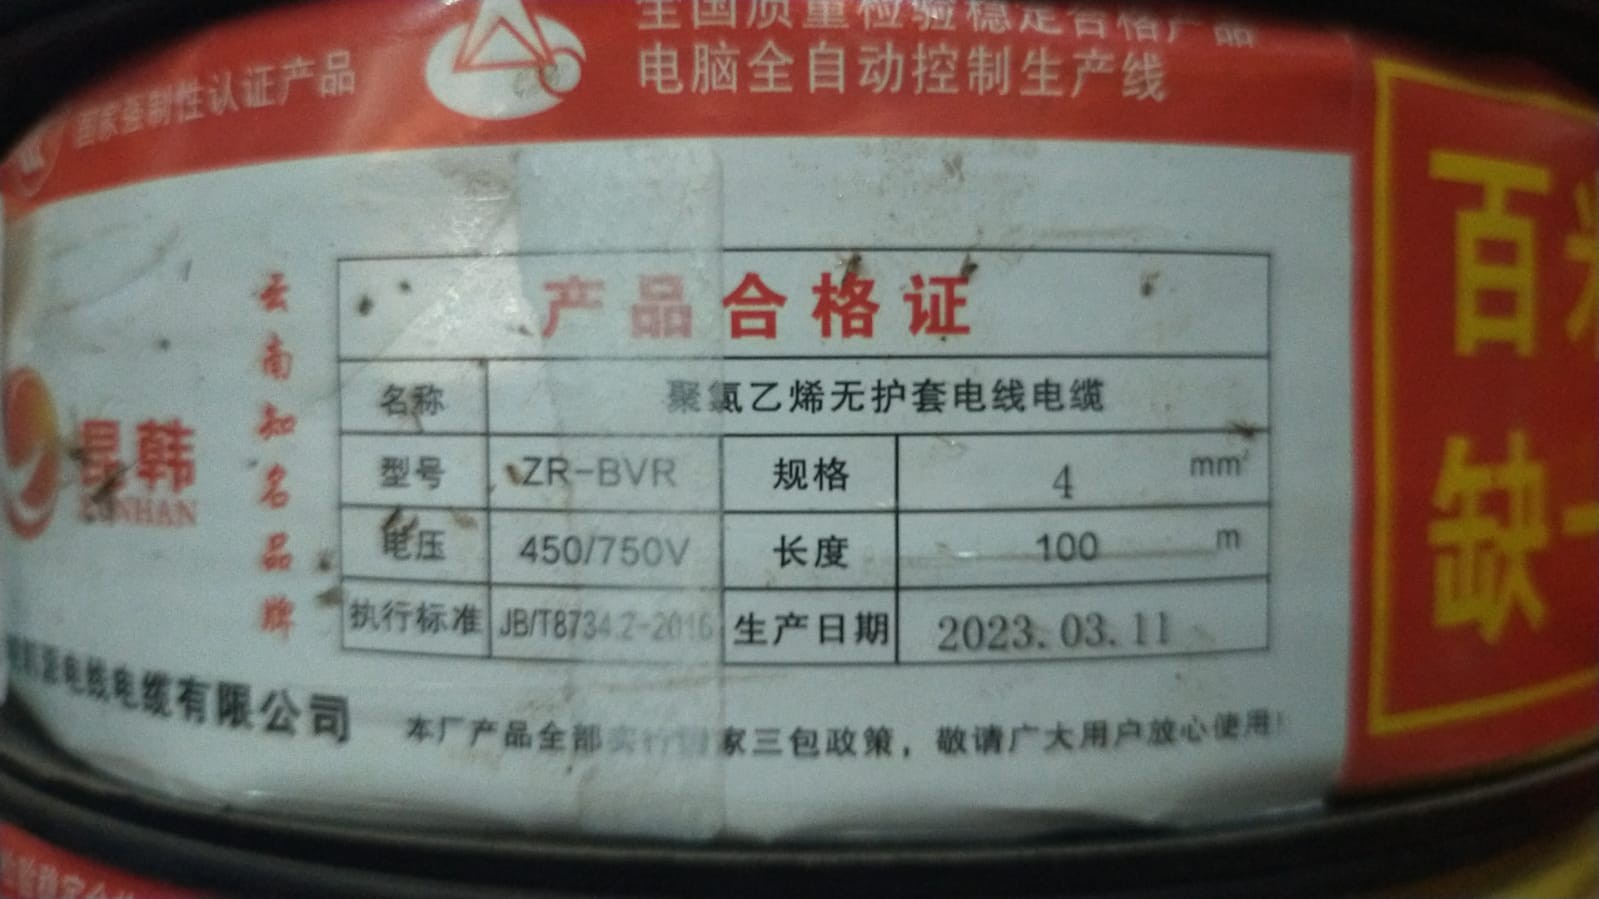 全国质量检验稳定合格产品
电脑全自动控制生产线
国家强制性认证产品
百米
缺一
云南知名品牌
昆韩
KUNHAN
产品合格证
名称 聚氯乙烯无护套电线电缆
型号 ZR-BVR 规格 4 mm²
电压 450/750V 长度 100 m
执行标准 JB/T8734.2-2016 生产日期 2023.03.11
电线电缆有限公司
本厂产品全部实行国家三包政策，敬请广大用户放心使用！